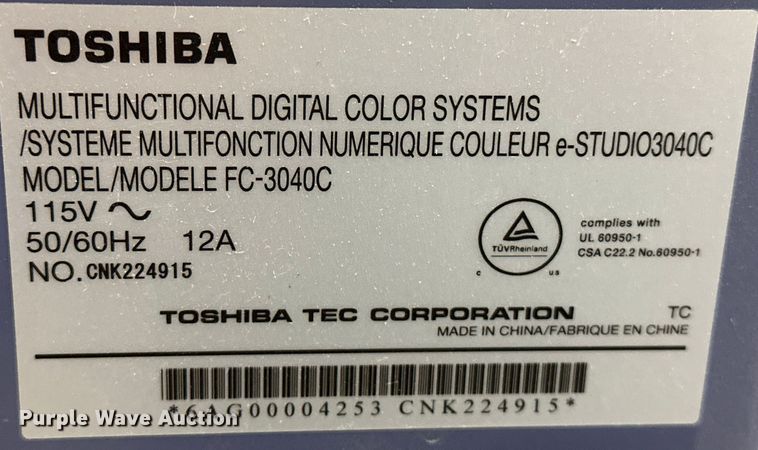 TOSHIBA
MULTIFUNCTIONAL DIGITAL COLOR SYSTEMS
/SYSTEME MULTIFONCTION NUMERIQUE COULEUR e-STUDIO3040C
MODEL/MODELE FC-3040C
115V ～
50/60Hz 12A
NO. CNK224915
TÜVRheinland
c us
complies with
UL 60950-1
CSA C22.2 No.60950-1
TOSHIBA TEC CORPORATION TC
MADE IN CHINA/FABRIQUE EN CHINE
*6AG00004253 CNK224915*
Purple Wave Auction